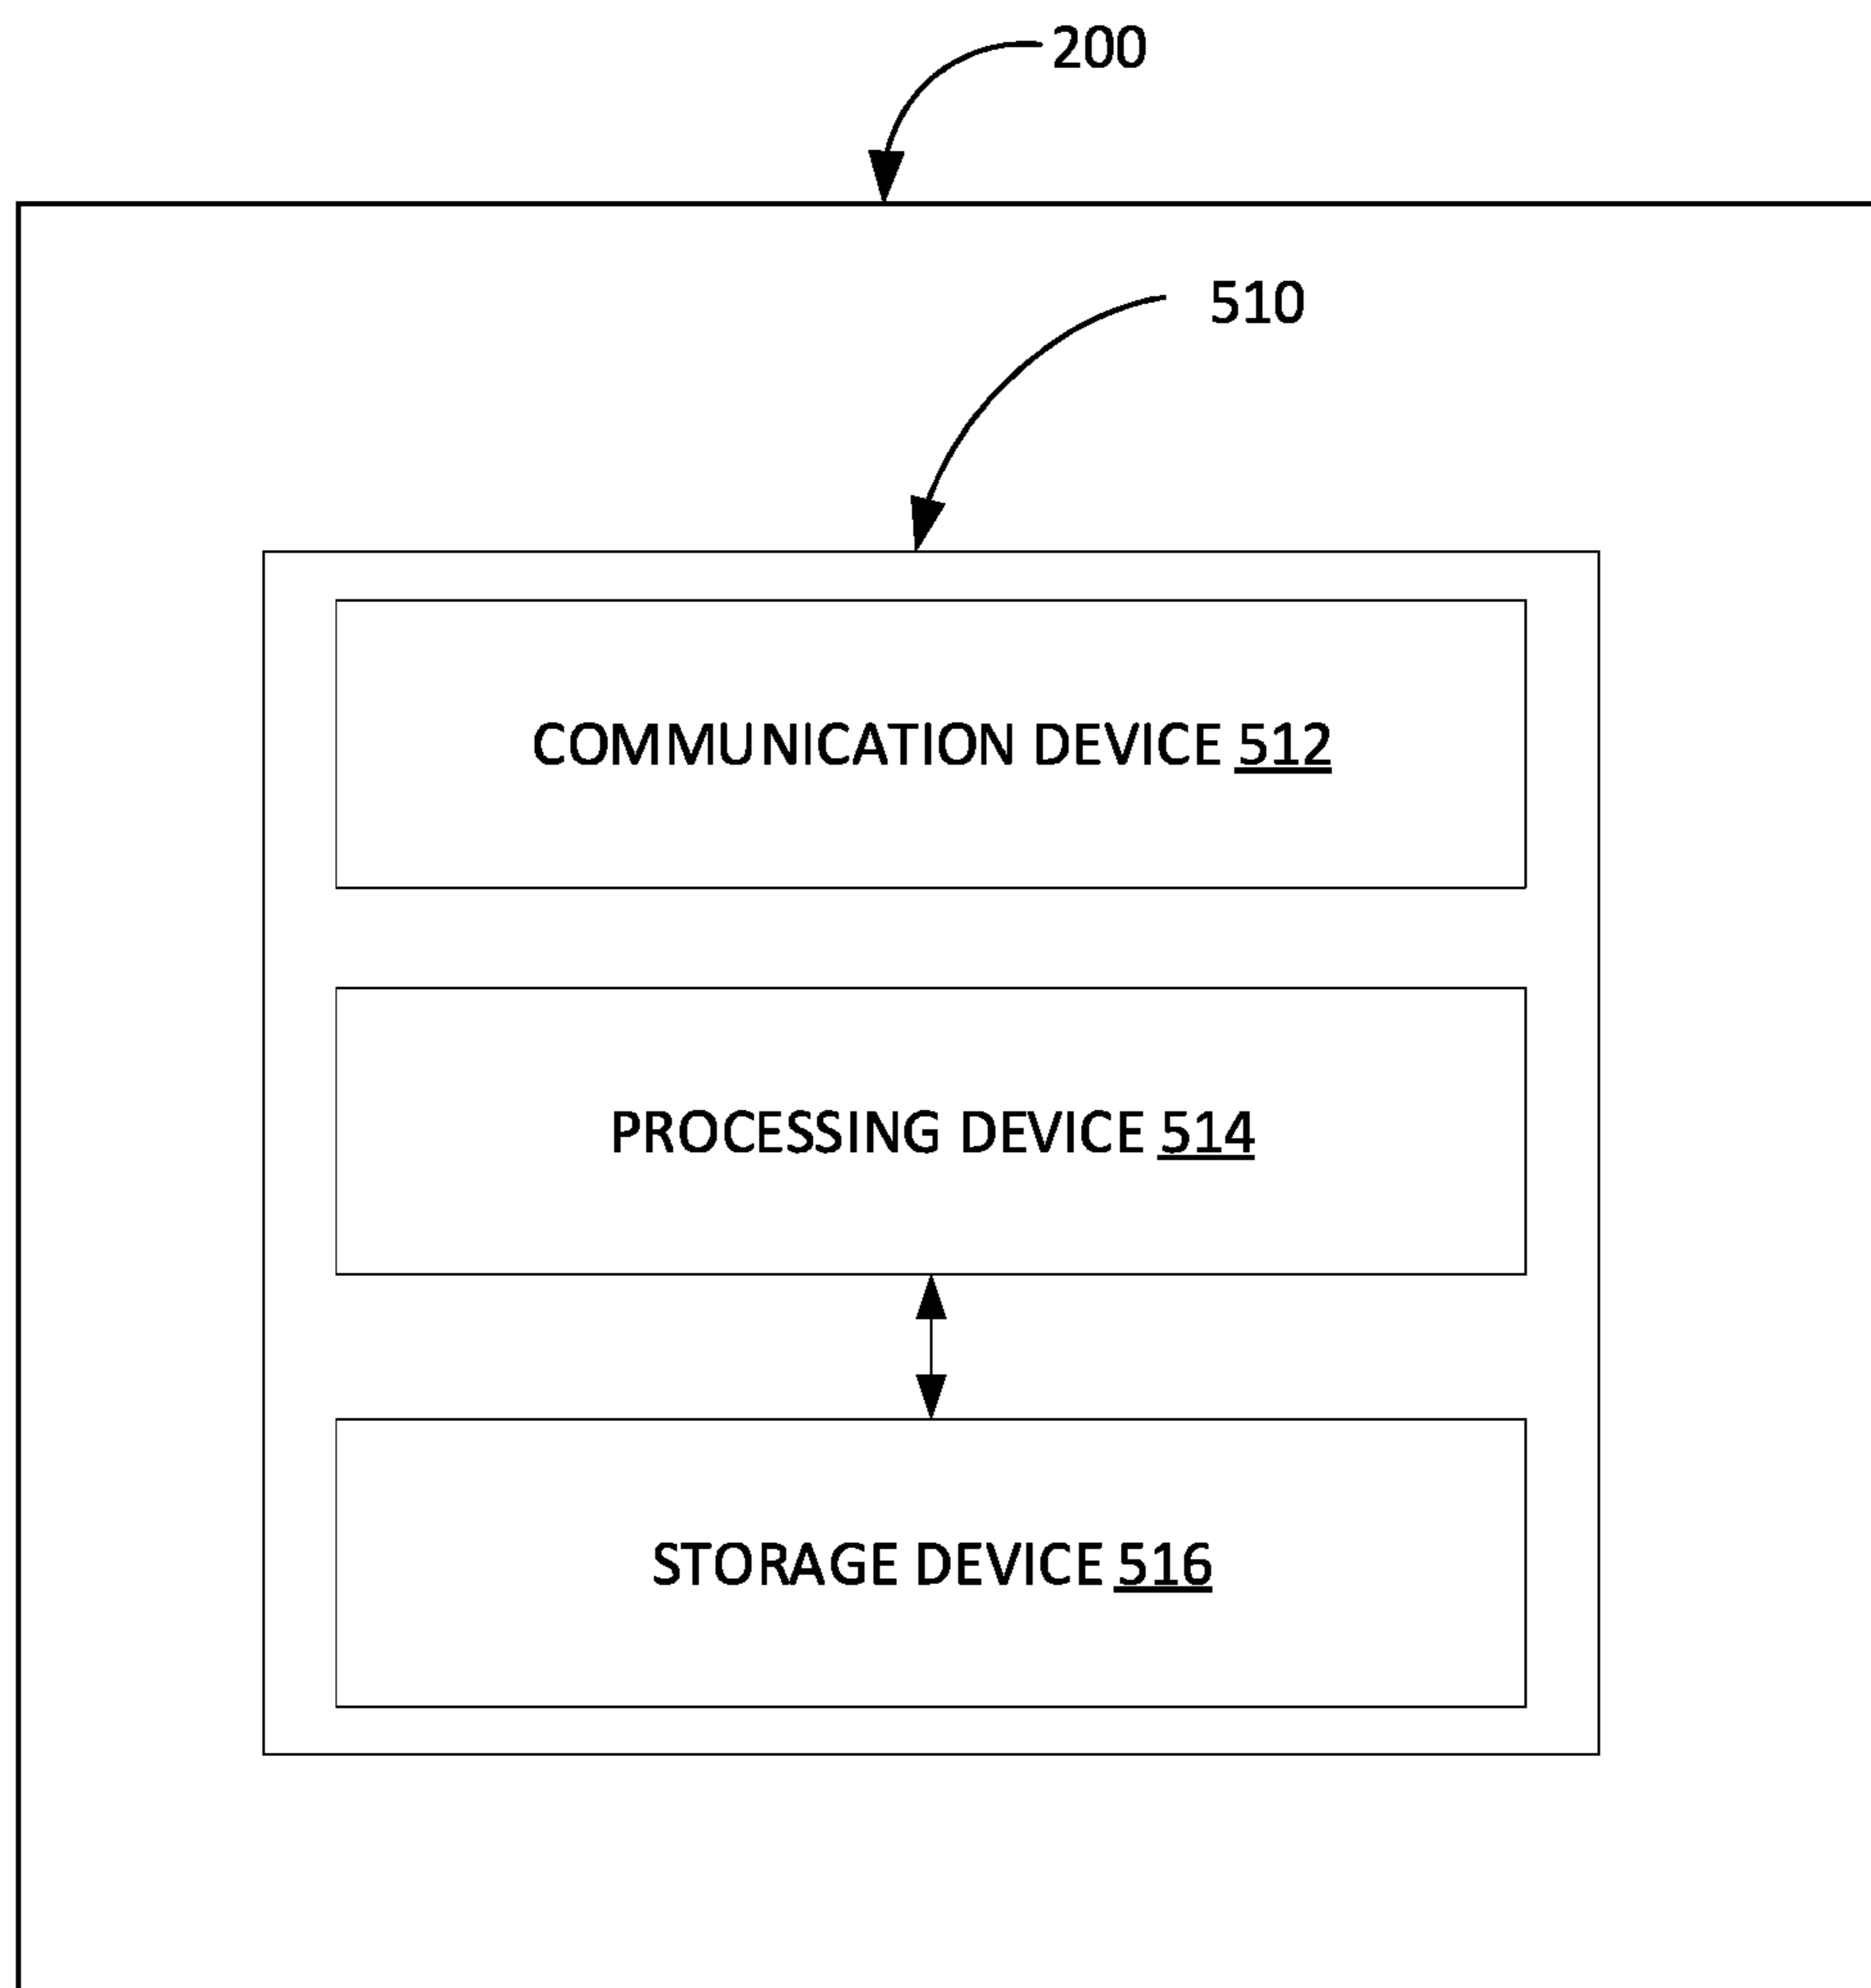 200
510
COMMUNICATION DEVICE 512
PROCESSING DEVICE 514
STORAGE DEVICE 516